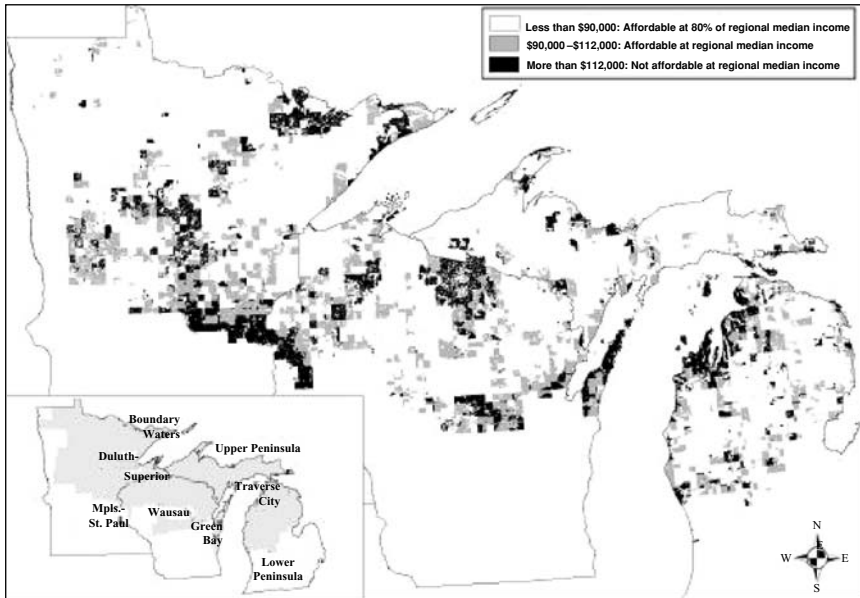 Less than $90,000: Affordable at 80% of regional median income
$90,000–$112,000: Affordable at regional median income
More than $112,000: Not affordable at regional median income
Boundary
Waters
Upper Peninsula
Duluth-
Superior
Traverse
City
Mpls.-
St. Paul
Wausau
Green
Bay
Lower
Peninsula
N
W
E
S